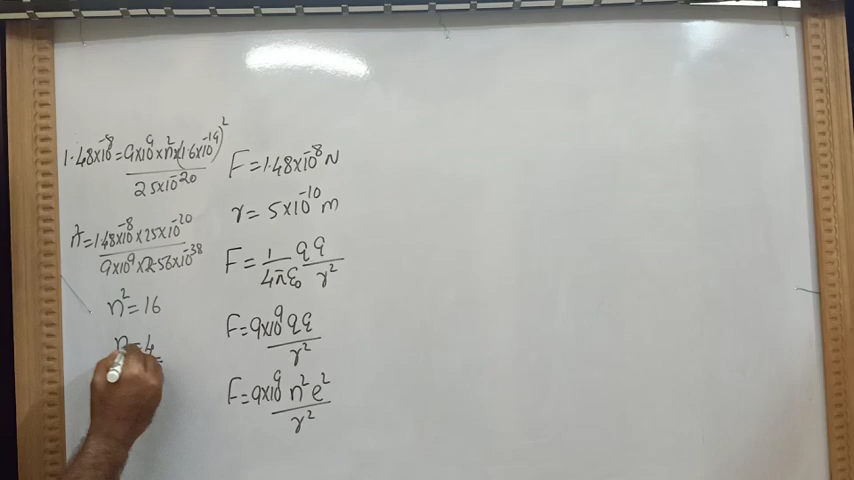 F = 1.48×10⁻⁸ N
r = 5×10⁻¹⁰ m
F = 1/4πε₀ qq/r²
F = 9×10⁹ qq/r²
F = 9×10⁹ n²e²/r²
1.48×10⁻⁸ = 9×10⁹×n²×(1.6×10⁻¹⁹)²/25×10⁻²⁰
n² = 1.48×10⁻⁸×25×10⁻²⁰/9×10⁹×2.56×10⁻³⁸
n² = 16
n = 4